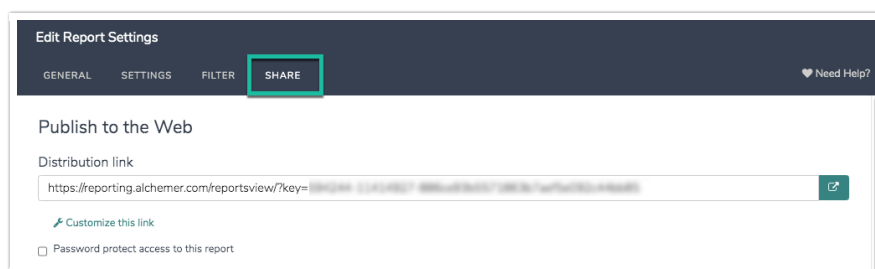 Edit Report Settings
GENERAL SETTINGS FILTER SHARE Need Help?
Publish to the Web
Distribution link
https://reporting.alchemer.com/reportsview/?key=
Customize this link
Password protect access to this report